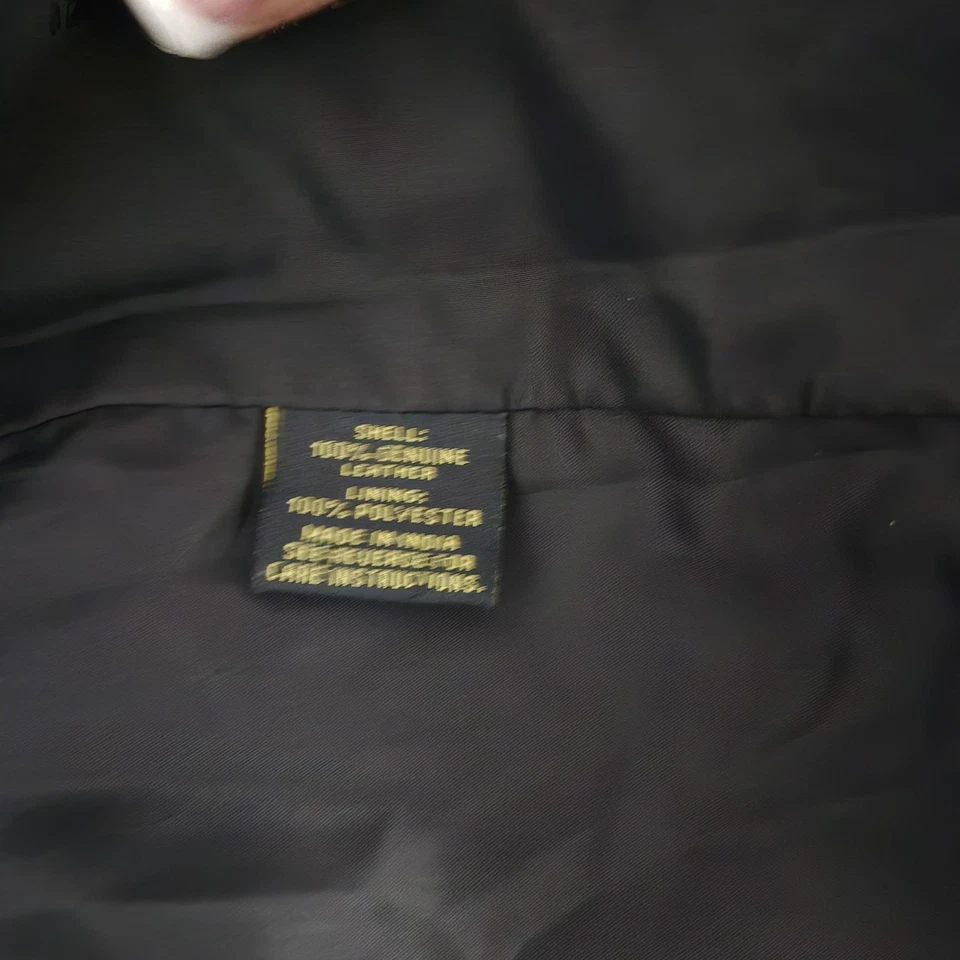 SHELL:
100% GENUINE
LEATHER
LINING:
100% POLYESTER
MADE IN INDIA
SEE REVERSE FOR
CARE INSTRUCTIONS.